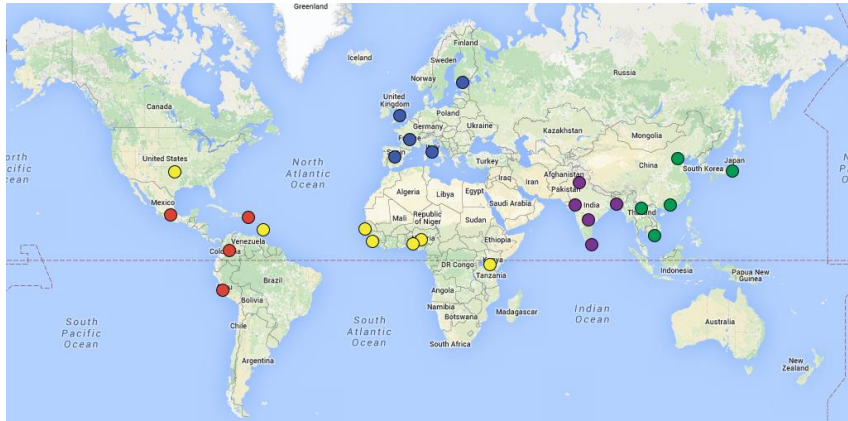 Greenland
Iceland
Finland
Sweden
Norway
Russia
Canada
United
Kingdom
Poland
Germany
Ukraine
Kazakhstan
Mongolia
North
Atlantic
Ocean
United States
Spain
Turkey
Afghanistan
China
South Korea
Japan
Iraq
Iran
Pakistan
Algeria
Libya
Egypt
Saudi Arabia
India
Mexico
Mali
Republic
of Niger
Sudan
Thailand
Venezuela
Ethiopia
DR Congo
Kenya
Tanzania
Indonesia
Papua New
Guinea
Brazil
Bolivia
Angola
Namibia
Botswana
Madagascar
South
Pacific
Ocean
Chile
South
Atlantic
Ocean
Indian
Ocean
Australia
South Africa
Argentina
New
Zealand